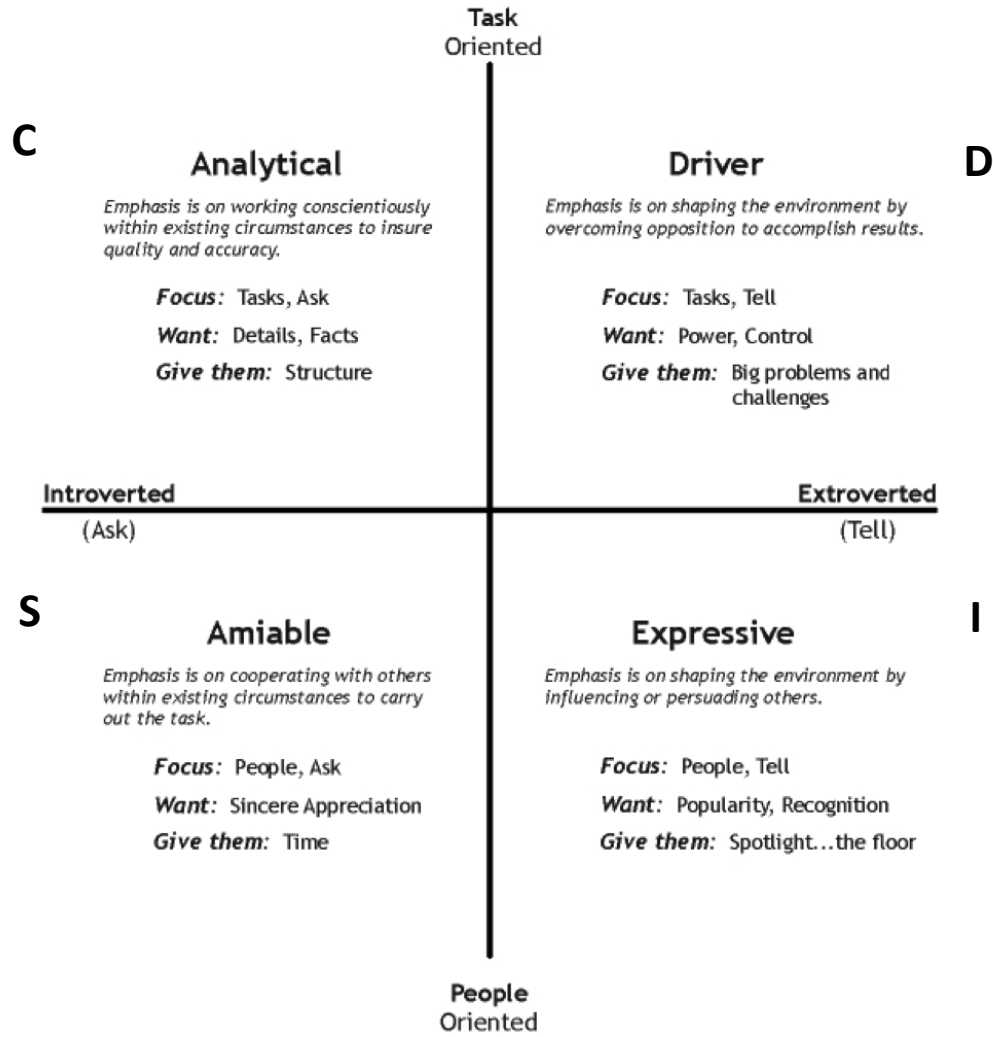 Task
Oriented
C
Analytical
Emphasis is on working conscientiously
within existing circumstances to insure
quality and accuracy.
Focus: Tasks, Ask
Want: Details, Facts
Give them: Structure
D
Driver
Emphasis is on shaping the environment by
overcoming opposition to accomplish results.
Focus: Tasks, Tell
Want: Power, Control
Give them: Big problems and
challenges
Introverted
(Ask)
Extroverted
(Tell)
S
Amiable
Emphasis is on cooperating with others
within existing circumstances to carry
out the task.
Focus: People, Ask
Want: Sincere Appreciation
Give them: Time
I
Expressive
Emphasis is on shaping the environment by
influencing or persuading others.
Focus: People, Tell
Want: Popularity, Recognition
Give them: Spotlight...the floor
People
Oriented